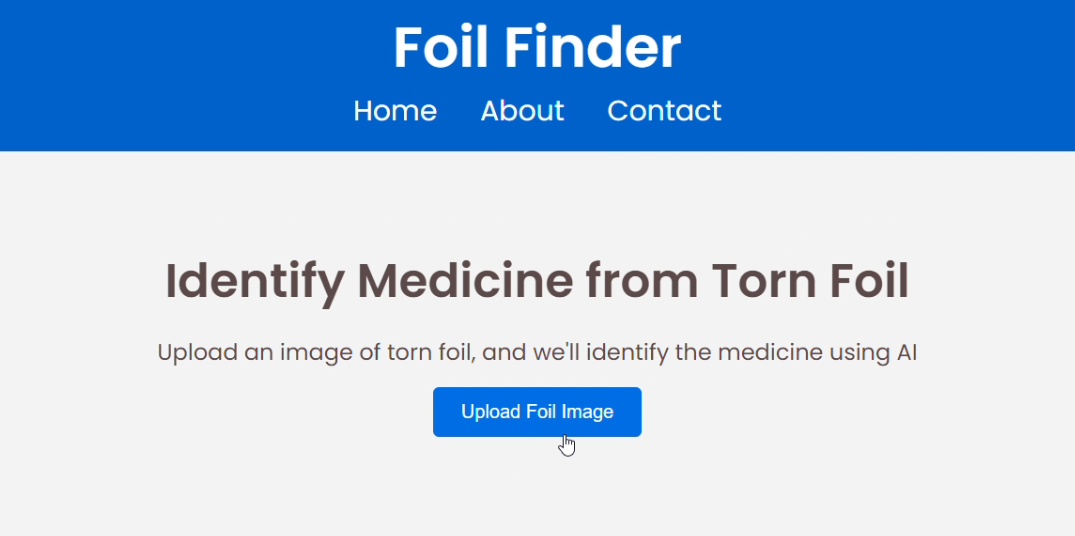 Foil Finder
Home About Contact
Identify Medicine from Torn Foil
Upload an image of torn foil, and we'll identify the medicine using AI
Upload Foil Image